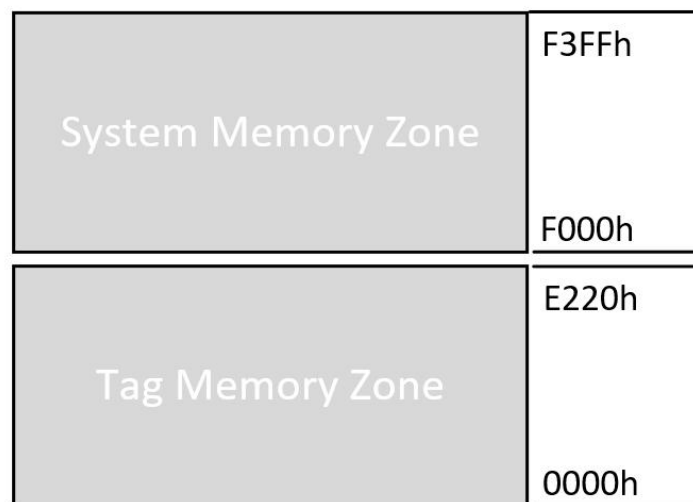 F3FFh
System Memory Zone
F000h
E220h
Tag Memory Zone
0000h